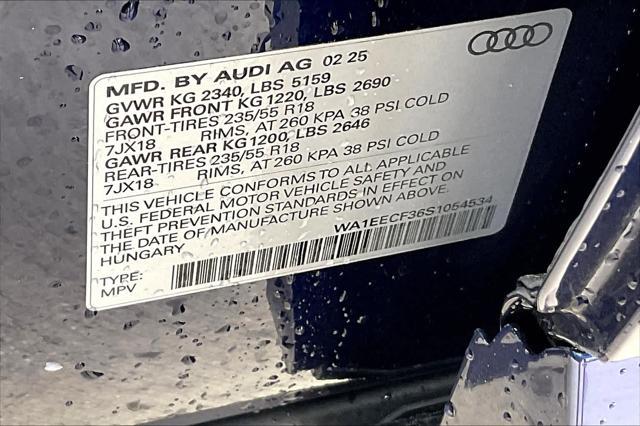 MFD. BY AUDI AG 02 25
GVWR KG 2340, LBS 5159
GAWR FRONT KG 1220, LBS 2690
FRONT-TIRES 235/55 R18
7JX18 RIMS, AT 260 KPA 38 PSI COLD
GAWR REAR KG1200, LBS 2646
REAR-TIRES 235/55 R18
7JX18 RIMS, AT 260 KPA 38 PSI COLD
THIS VEHICLE CONFORMS TO ALL APPLICABLE
U.S. FEDERAL MOTOR VEHICLE SAFETY AND
THEFT PREVENTION STANDARDS IN EFFECT ON
THE DATE OF MANUFACTURE SHOWN ABOVE.
HUNGARY WA1EECF36S1054534
TYPE:
MPV